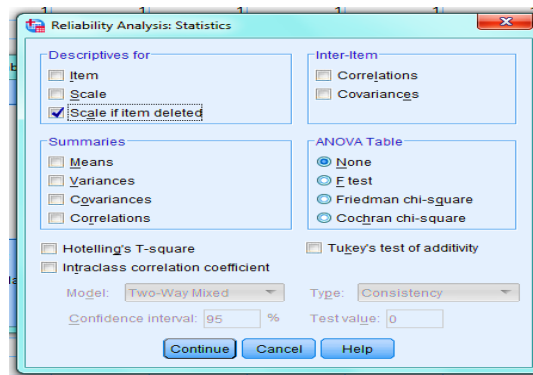 Reliability Analysis: Statistics
Descriptives for
Item
Scale
Scale if item deleted
Inter-Item
Correlations
Covariances
Summaries
Means
Variances
Covariances
Correlations
ANOVA Table
None
F test
Friedman chi-square
Cochran chi-square
Hotelling's T-square
Tukey's test of additivity
Intraclass correlation coefficient
Model: Two-Way Mixed Type: Consistency
Confidence interval: 95 % Test value: 0
Continue Cancel Help